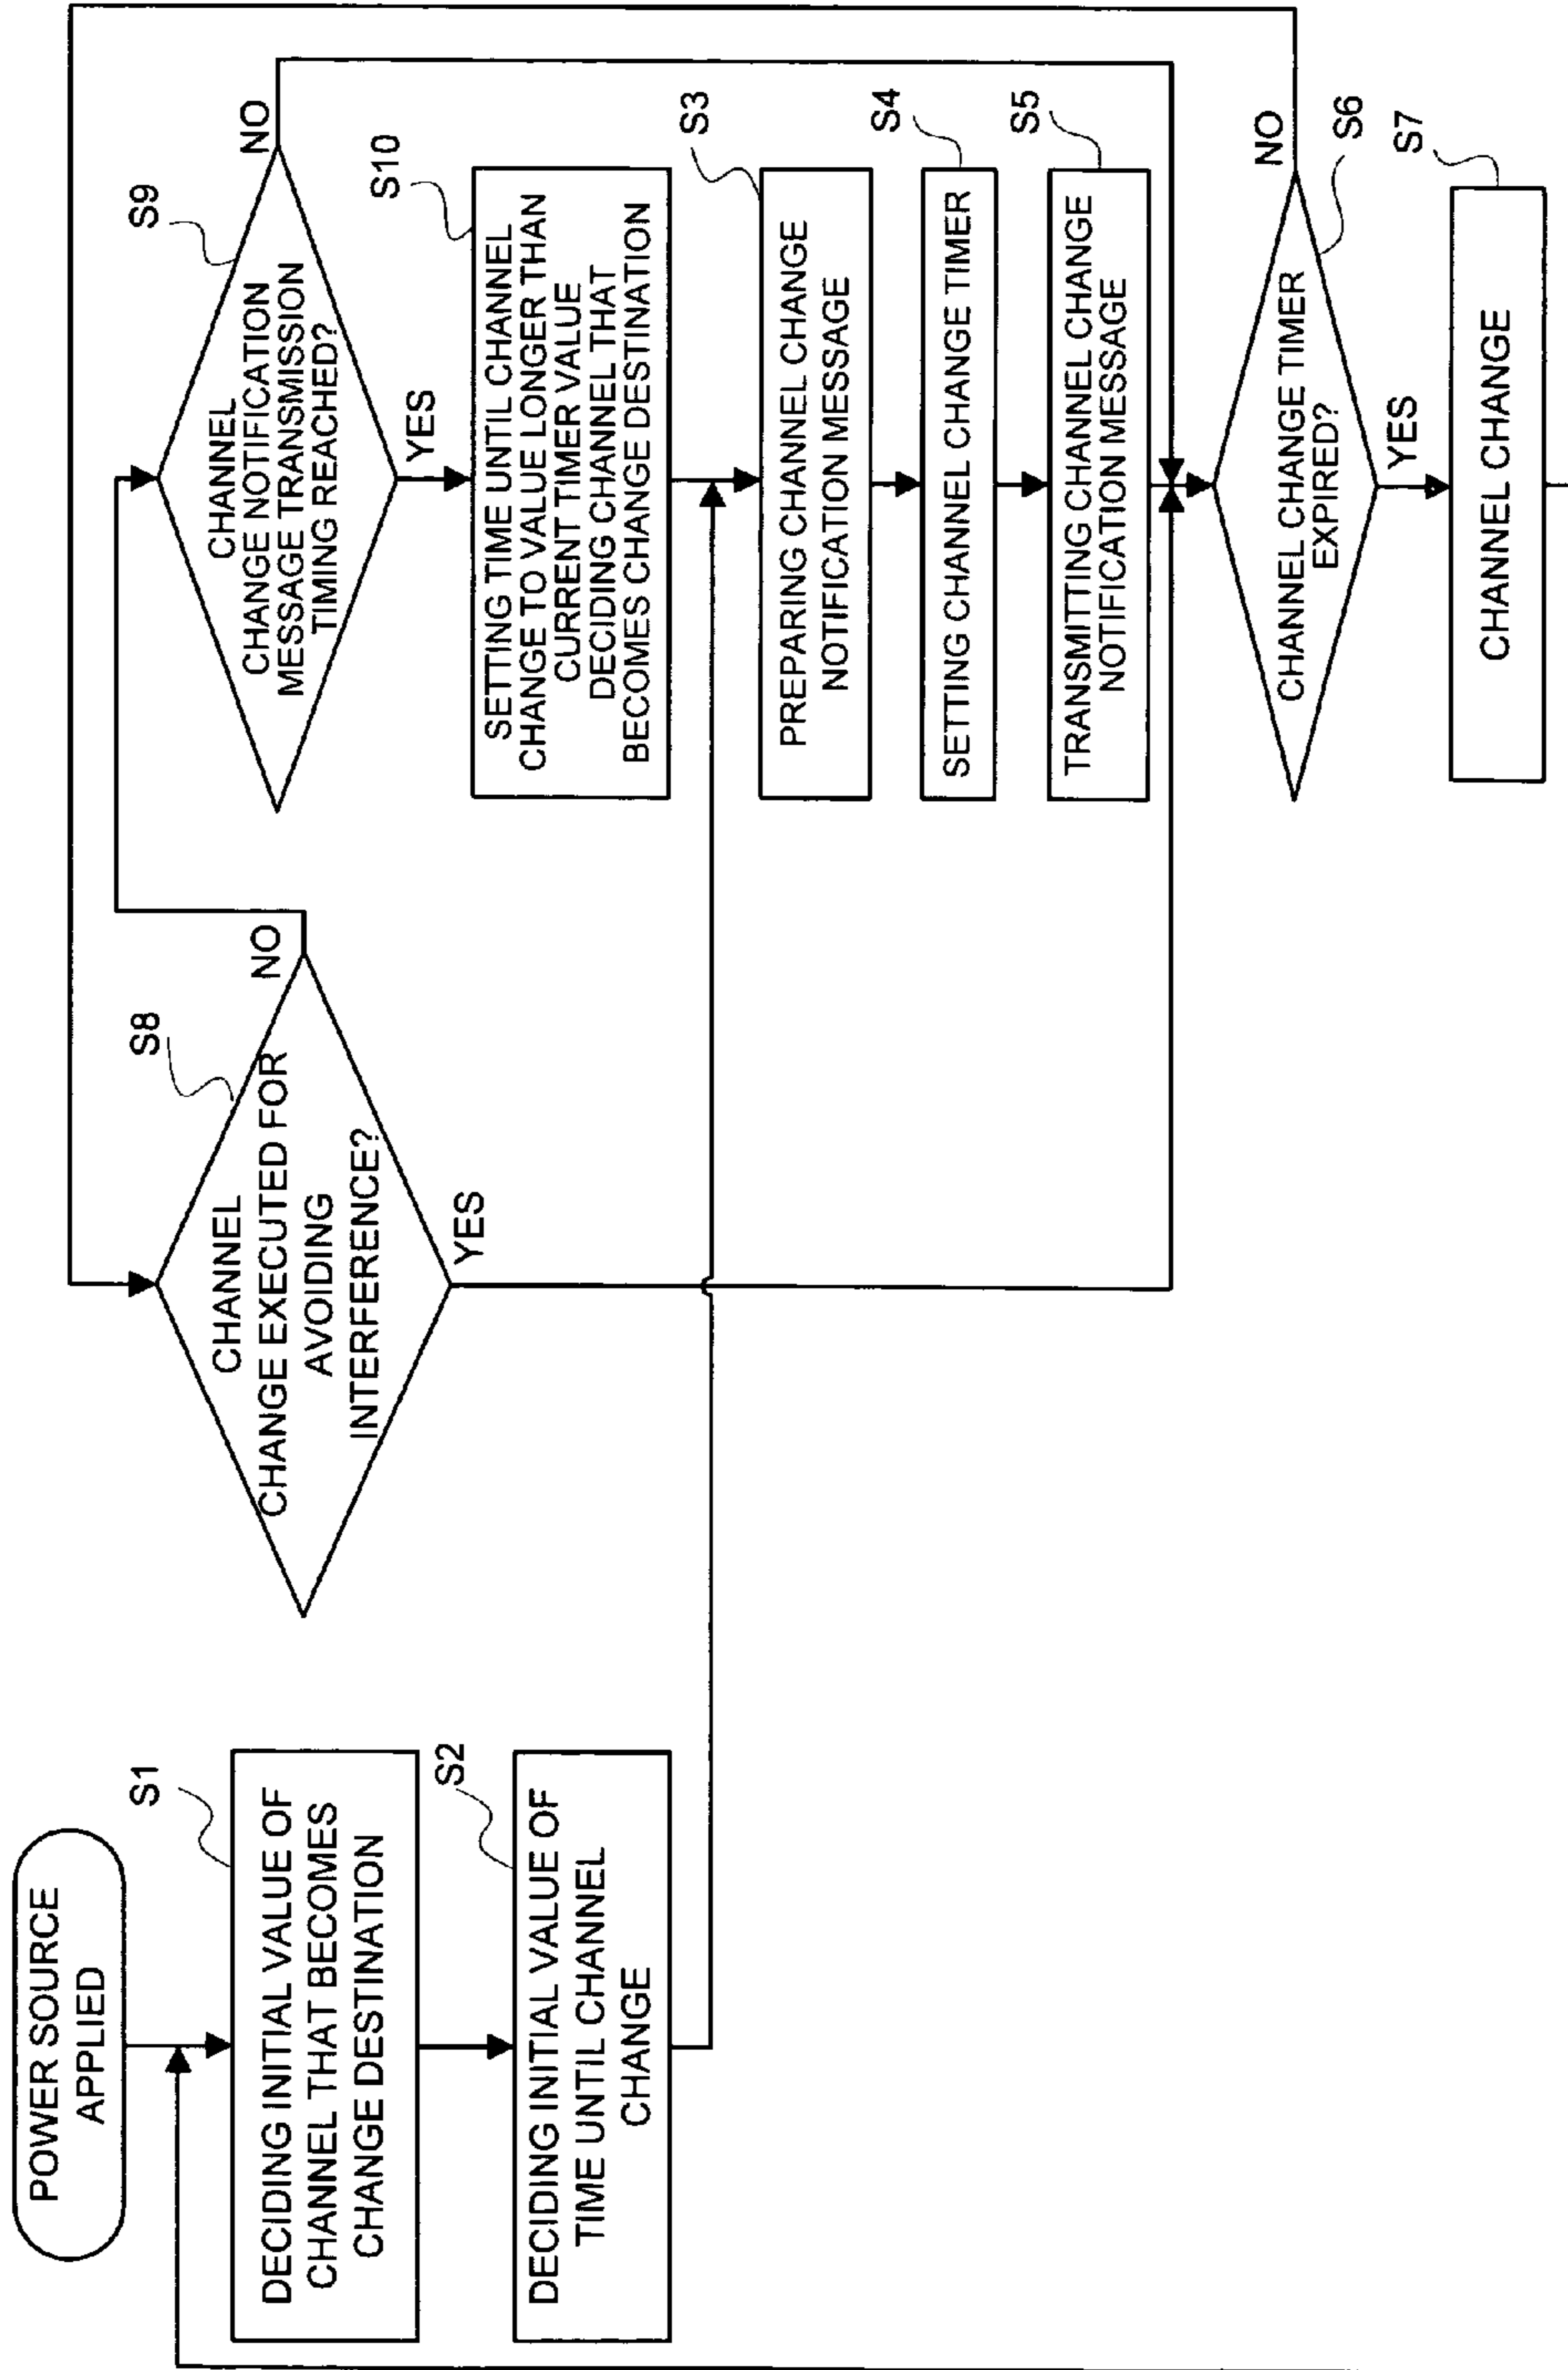 POWER SOURCE
APPLIED
S1
DECIDING INITIAL VALUE OF
CHANNEL THAT BECOMES
CHANGE DESTINATION
S2
DECIDING INITIAL VALUE OF
TIME UNTIL CHANNEL
CHANGE
S8
CHANNEL
CHANGE EXECUTED FOR
AVOIDING
INTERFERENCE?
NO
YES
S9
CHANNEL
CHANGE NOTIFICATION
MESSAGE TRANSMISSION
TIMING REACHED?
NO
YES
S10
SETTING TIME UNTIL CHANNEL
CHANGE TO VALUE LONGER THAN
CURRENT TIMER VALUE
DECIDING CHANNEL THAT
BECOMES CHANGE DESTINATION
S3
PREPARING CHANNEL CHANGE
NOTIFICATION MESSAGE
S4
SETTING CHANNEL CHANGE TIMER
S5
TRANSMITTING CHANNEL CHANGE
NOTIFICATION MESSAGE
S6
CHANNEL CHANGE TIMER
EXPIRED?
NO
YES
S7
CHANNEL CHANGE